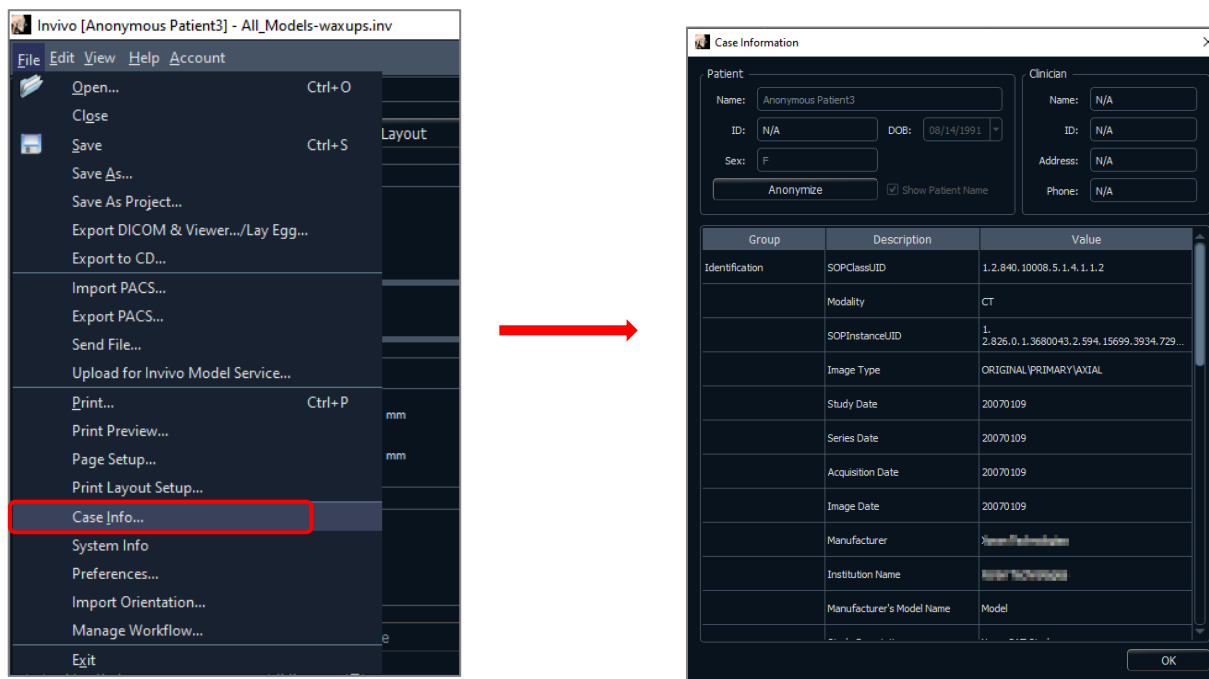 Invivo [Anonymous Patient3] - All_Models-waxups.inv
File Edit View Help Account
Open... Ctrl+O
Close
Save Ctrl+S
Layout
Save As...
Save As Project...
Export DICOM & Viewer.../Lay Egg...
Export to CD...
Import PACS...
Export PACS...
Send File...
Upload for Invivo Model Service...
Print... Ctrl+P
mm
Print Preview...
Page Setup...
mm
Print Layout Setup...
Case Info...
System Info
Preferences...
Import Orientation...
Manage Workflow...
e
Exit
Case Information
Patient
Name: Anonymous Patient3
ID: N/A DOB: 08/14/1991
Sex: F
Anonymize Show Patient Name
Clinician
Name: N/A
ID: N/A
Address: N/A
Phone: N/A
Group Description Value
Identification SOPClassUID 1.2.840.10008.5.1.4.1.1.2
Modality CT
SOPInstanceUID 1.
2.826.0.1.3680043.2.594.15699.3934.729...
Image Type ORIGINAL\PRIMARY\AXIAL
Study Date 20070109
Series Date 20070109
Acquisition Date 20070109
Image Date 20070109
Manufacturer
Institution Name
Manufacturer's Model Name Model
OK